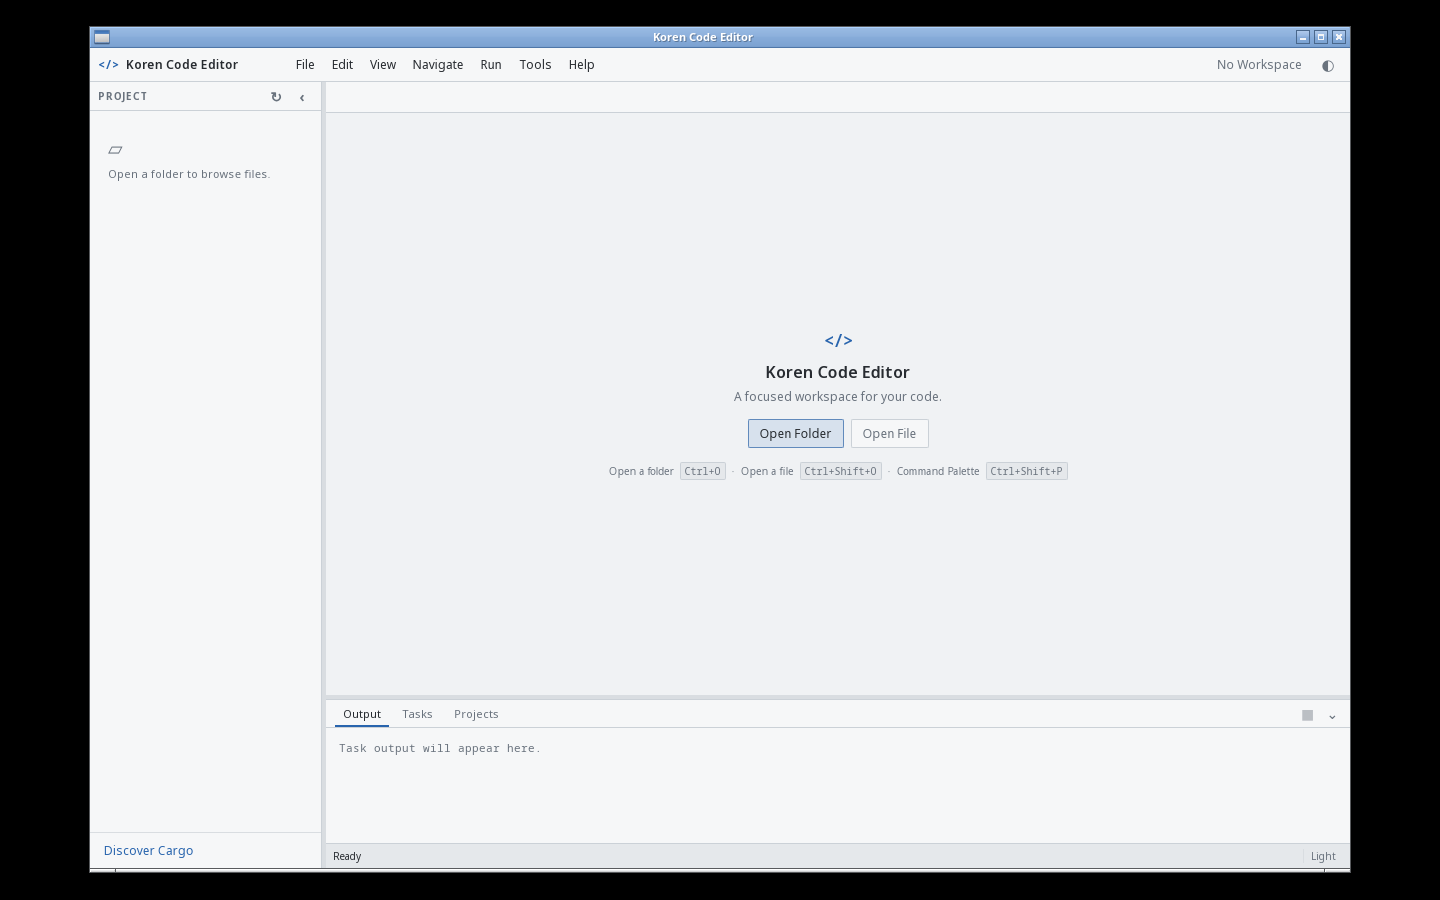 Koren Code Editor
</> Koren Code Editor File Edit View Navigate Run Tools Help No Workspace
PROJECT
Open a folder to browse files.
</>
Koren Code Editor
A focused workspace for your code.
Open Folder Open File
Open a folder Ctrl+O · Open a file Ctrl+Shift+O · Command Palette Ctrl+Shift+P
Output Tasks Projects
Task output will appear here.
Discover Cargo
Ready Light